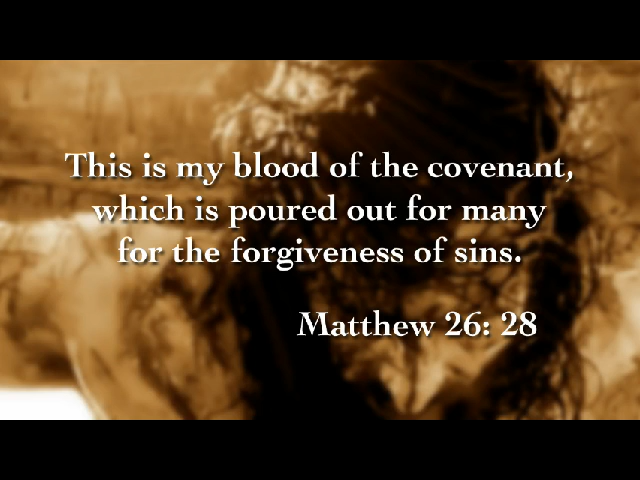 This is my blood of the covenant,
which is poured out for many
for the forgiveness of sins.
Matthew 26: 28